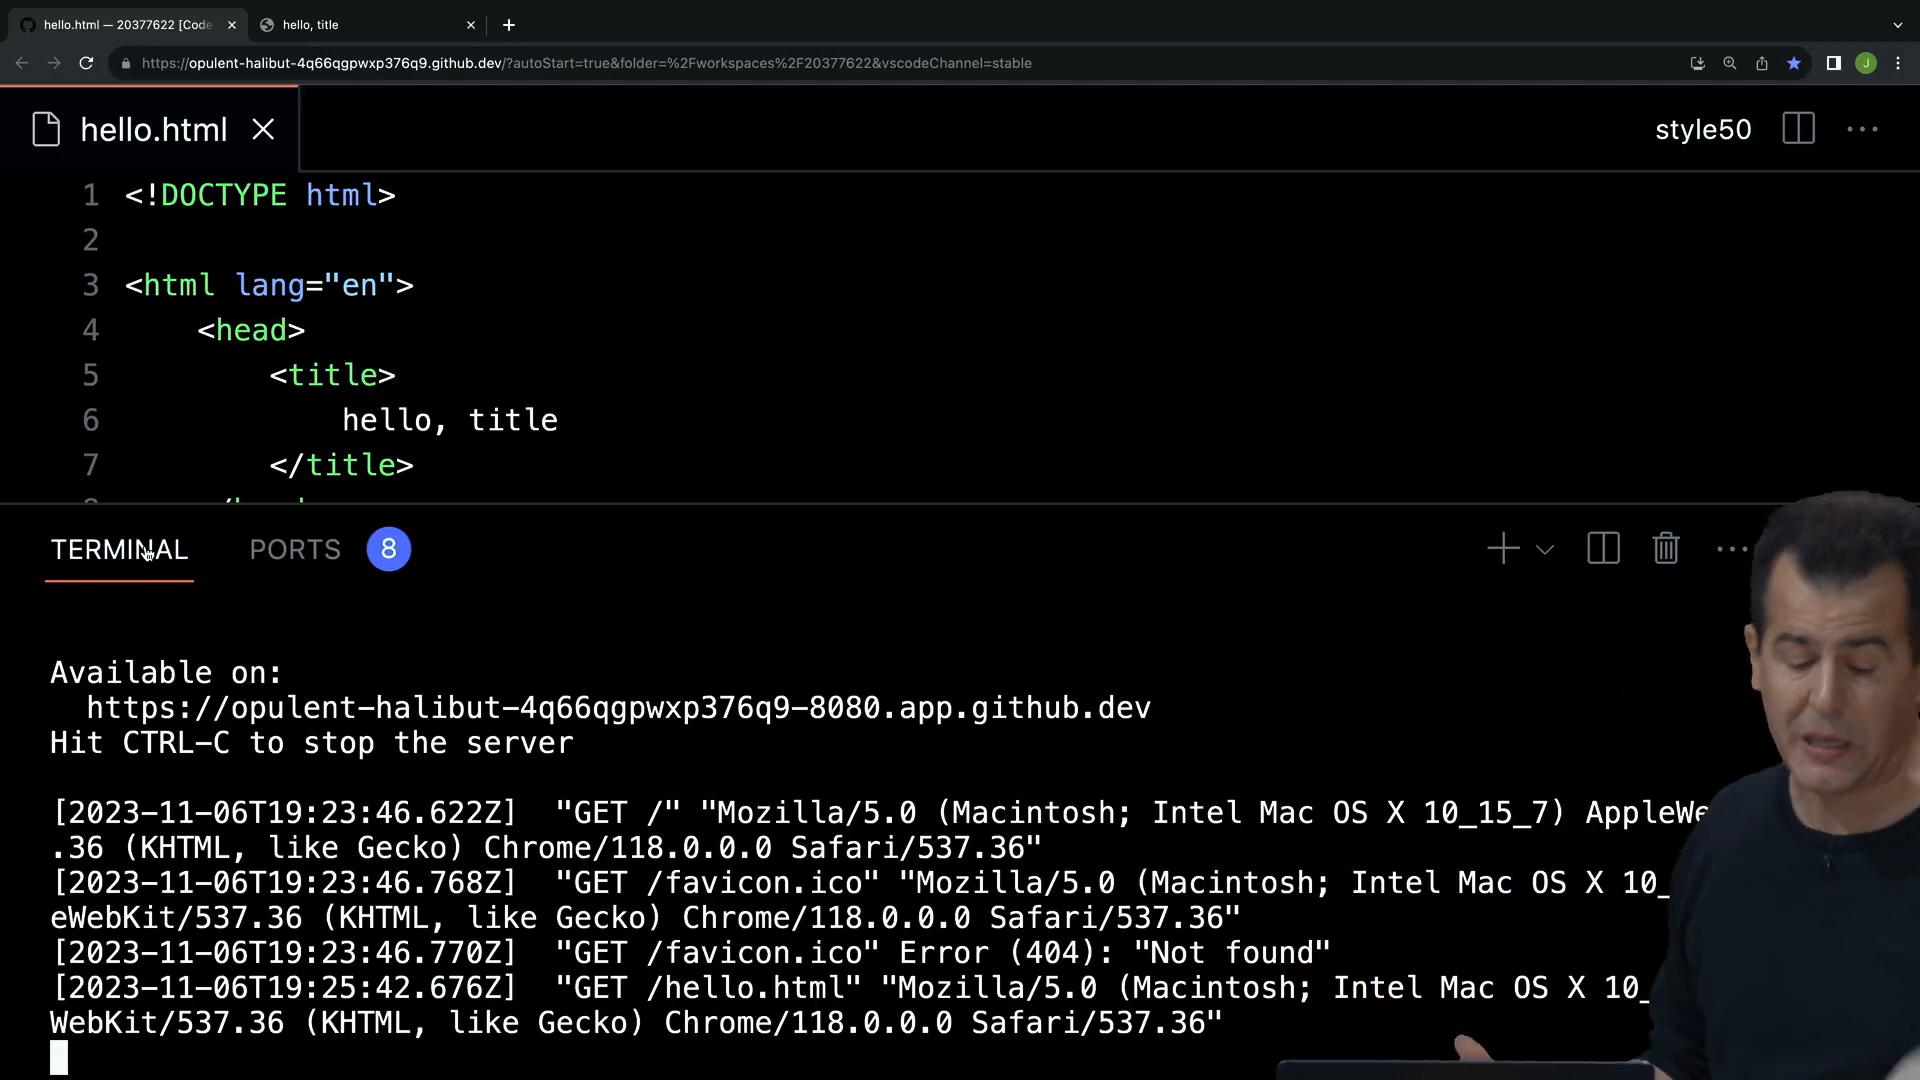 hello.html — 20377622 [Code
hello, title
https://opulent-halibut-4q66qgpwxp376q9.github.dev/?autoStart=true&folder=%2Fworkspaces%2F20377622&vscodeChannel=stable
J
hello.html
style50
1 <!DOCTYPE html>
2
3 <html lang="en">
4 <head>
5 <title>
6 hello, title
7 </title>
TERMINAL
PORTS 8
Available on:
https://opulent-halibut-4q66qgpwxp376q9-8080.app.github.dev
Hit CTRL-C to stop the server
[2023-11-06T19:23:46.622Z] "GET /" "Mozilla/5.0 (Macintosh; Intel Mac OS X 10_15_7) AppleWe
.36 (KHTML, like Gecko) Chrome/118.0.0.0 Safari/537.36"
[2023-11-06T19:23:46.768Z] "GET /favicon.ico" "Mozilla/5.0 (Macintosh; Intel Mac OS X 10_
eWebKit/537.36 (KHTML, like Gecko) Chrome/118.0.0.0 Safari/537.36"
[2023-11-06T19:23:46.770Z] "GET /favicon.ico" Error (404): "Not found"
[2023-11-06T19:25:42.676Z] "GET /hello.html" "Mozilla/5.0 (Macintosh; Intel Mac OS X 10_
WebKit/537.36 (KHTML, like Gecko) Chrome/118.0.0.0 Safari/537.36"